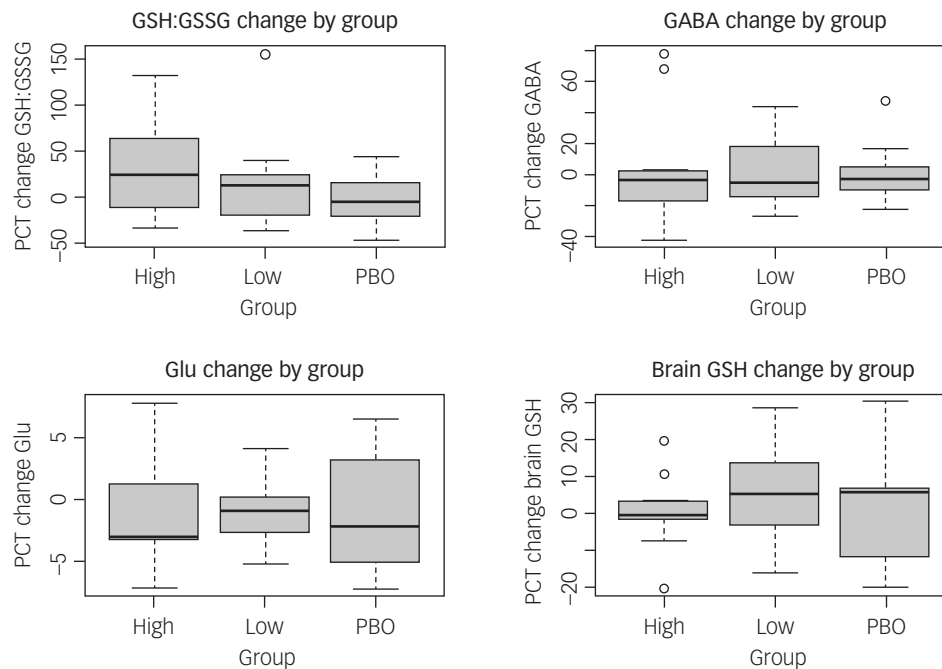 GSH:GSSG change by group
PCT change GSH:GSSG
150
100
50
0
−50
High Low PBO
Group
GABA change by group
PCT change GABA
60
20
0
−40
High Low PBO
Group
Glu change by group
PCT change Glu
5
0
−5
High Low PBO
Group
Brain GSH change by group
PCT change brain GSH
30
20
10
0
−20
High Low PBO
Group